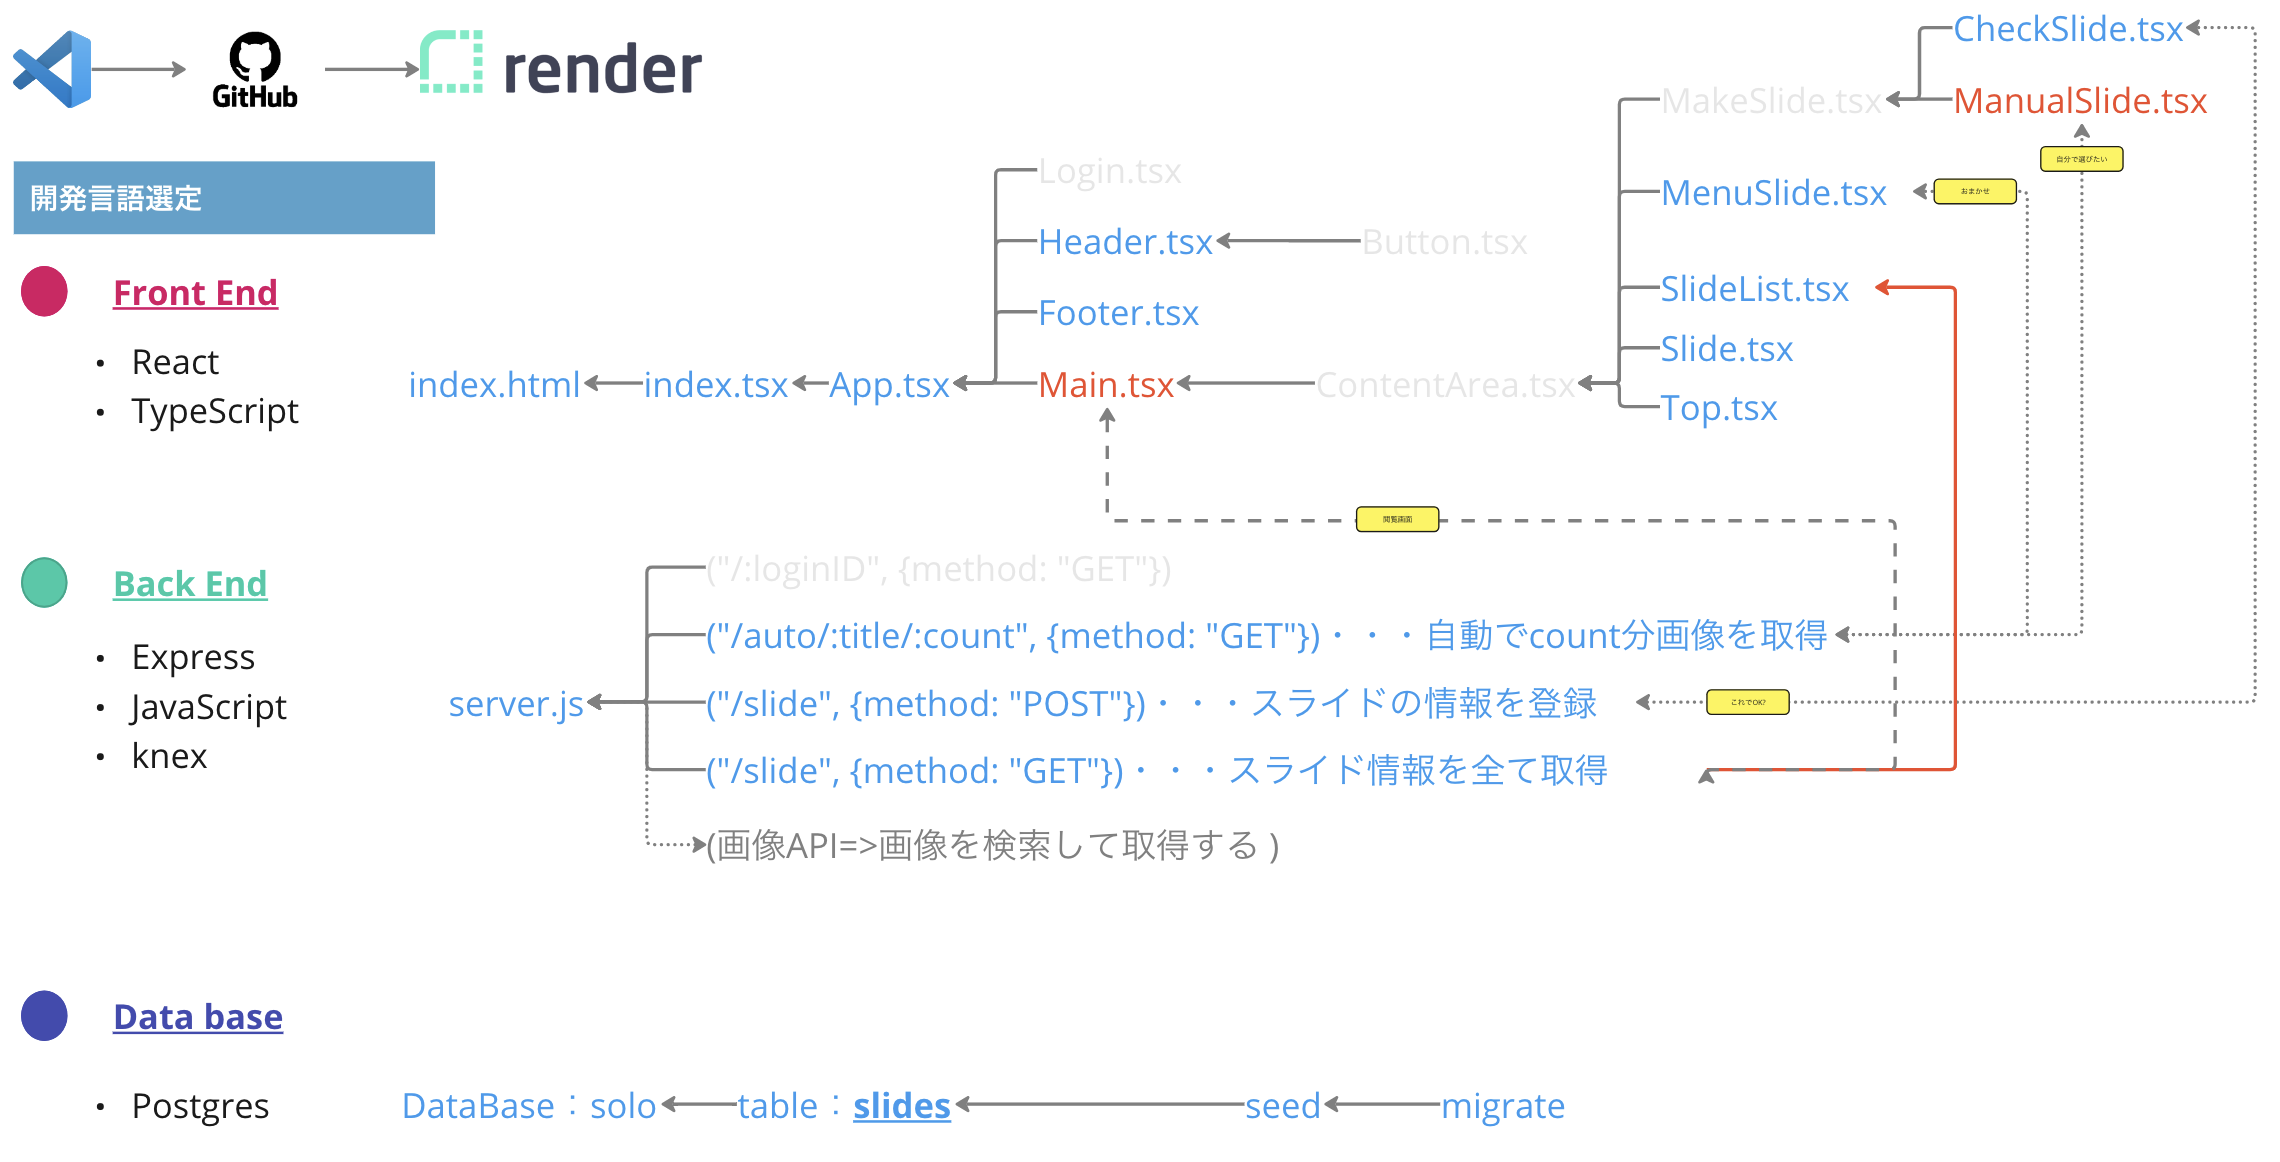 GitHub
render
CheckSlide.tsx
MakeSlide.tsx
ManualSlide.tsx
自分で選びたい
開発言語選定
Login.tsx
MenuSlide.tsx
おまかせ
Header.tsx
Button.tsx
Front End
SlideList.tsx
Footer.tsx
• React
Slide.tsx
index.html
index.tsx
App.tsx
Main.tsx
ContentArea.tsx
• TypeScript
Top.tsx
閲覧画面
Back End
("/:loginID", {method: "GET"})
• Express
("/auto/:title/:count", {method: "GET"})・・・自動でcount分画像を取得
• JavaScript
server.js
("/slide", {method: "POST"})・・・スライドの情報を登録
これでOK?
• knex
("/slide", {method: "GET"})・・・スライド情報を全て取得
(画像API=>画像を検索して取得する )
Data base
• Postgres
DataBase：solo
table：slides
seed
migrate